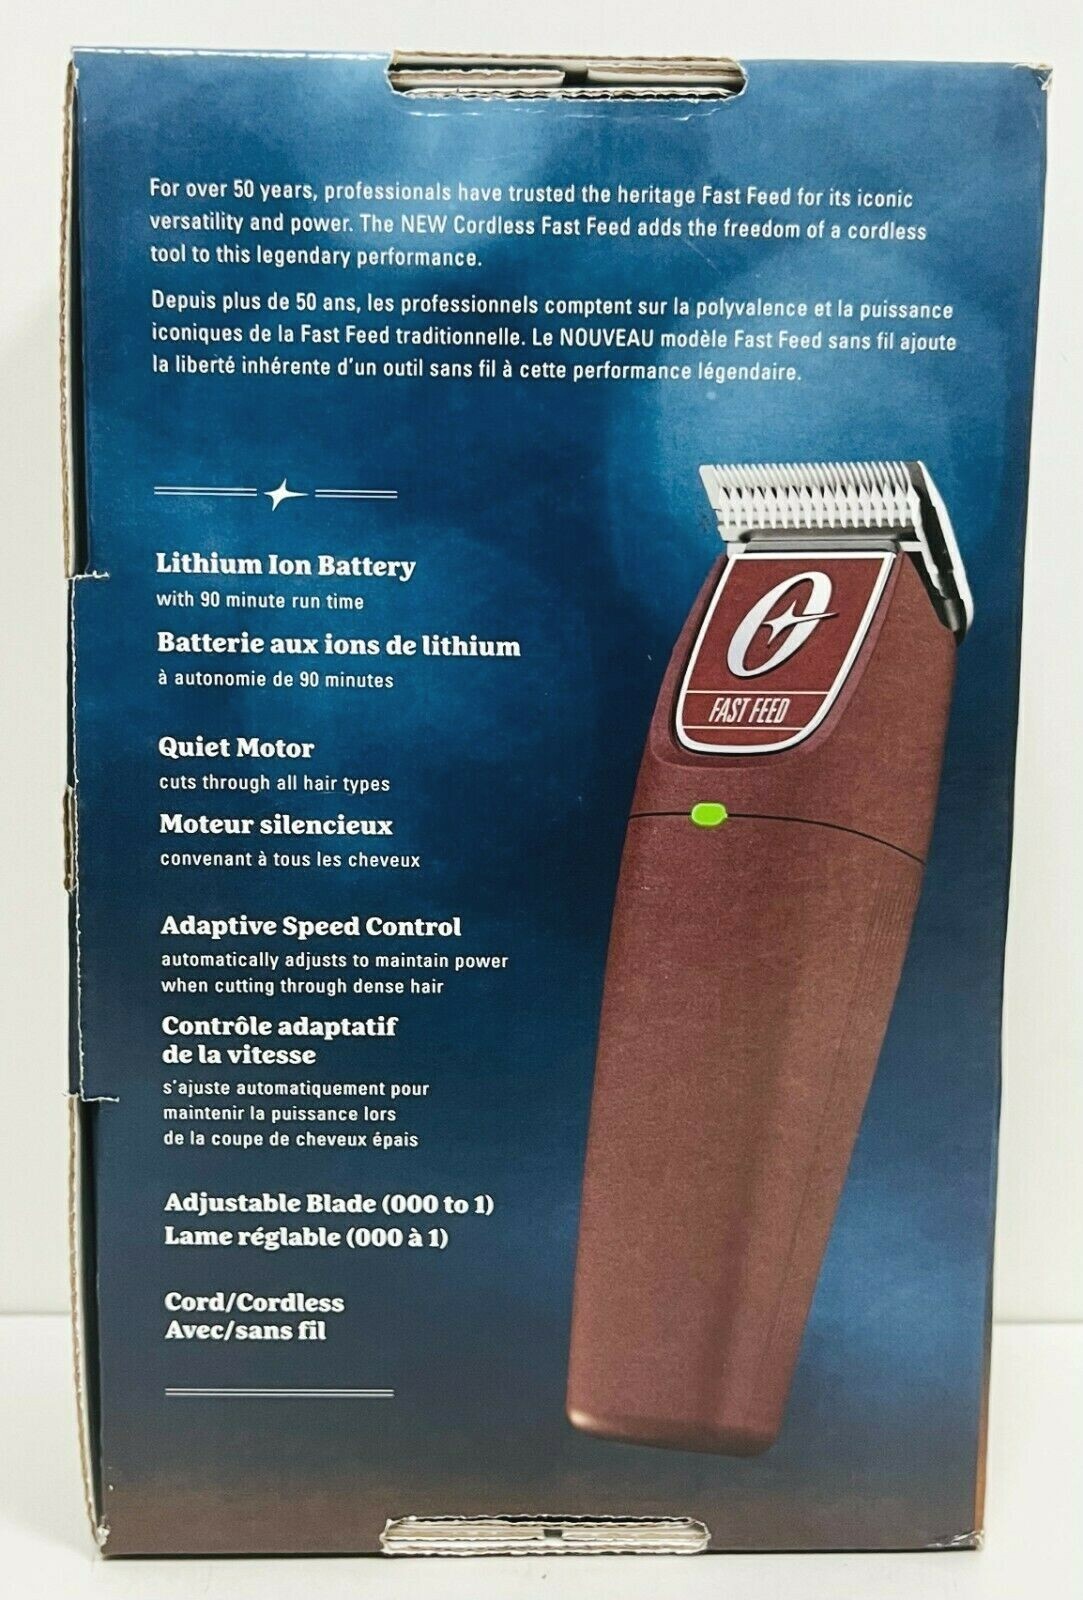 For over 50 years, professionals have trusted the heritage Fast Feed for its iconic
versatility and power. The NEW Cordless Fast Feed adds the freedom of a cordless
tool to this legendary performance.
Depuis plus de 50 ans, les professionnels comptent sur la polyvalence et la puissance
iconiques de la Fast Feed traditionnelle. Le NOUVEAU modèle Fast Feed sans fil ajoute
la liberté inhérente d'un outil sans fil à cette performance légendaire.
Lithium Ion Battery
with 90 minute run time
Batterie aux ions de lithium
à autonomie de 90 minutes
Quiet Motor
cuts through all hair types
Moteur silencieux
convenant à tous les cheveux
Adaptive Speed Control
automatically adjusts to maintain power
when cutting through dense hair
Contrôle adaptatif
de la vitesse
s'ajuste automatiquement pour
maintenir la puissance lors
de la coupe de cheveux épais
Adjustable Blade (000 to 1)
Lame réglable (000 à 1)
Cord/Cordless
Avec/sans fil
O
FAST FEED